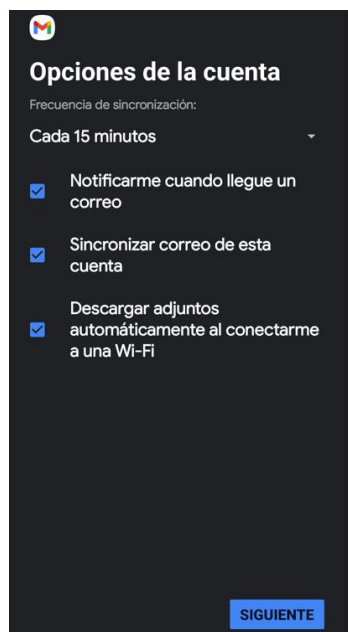 Opciones de la cuenta
Frecuencia de sincronización:
Cada 15 minutos
Notificarme cuando llegue un
correo
Sincronizar correo de esta
cuenta
Descargar adjuntos
automáticamente al conectarme
a una Wi-Fi
SIGUIENTE